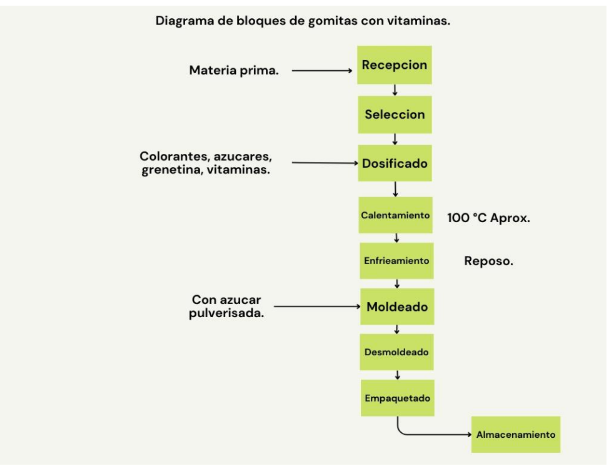 Diagrama de bloques de gomitas con vitaminas.
Materia prima.
Recepcion
Seleccion
Colorantes, azucares,
grenetina, vitaminas.
Dosificado
Calentamiento
100 °C Aprox.
Enfrieamiento
Reposo.
Con azucar
pulverisada.
Moldeado
Desmoldeado
Empaquetado
Almacenamiento